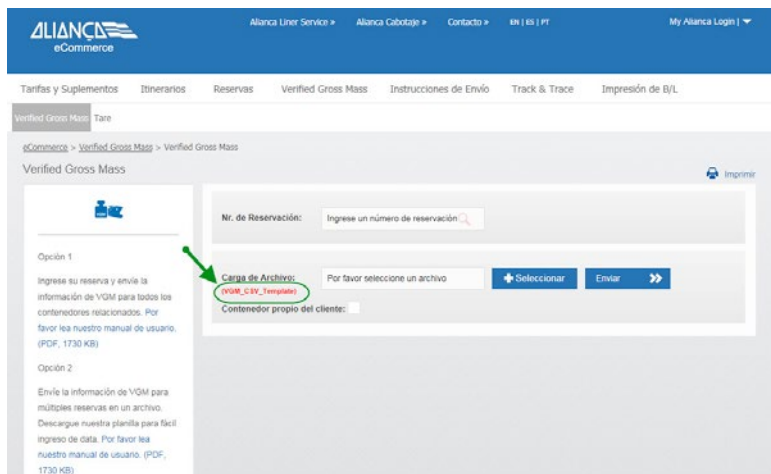 ALIANÇA
eCommerce
Alianca Liner Service »
Alianca Cabotaje »
Contacto »
EN | ES | PT
My Alianca Login |
Tarifas y Suplementos
Itinerarios
Reservas
Verified Gross Mass
Instrucciones de Envío
Track & Trace
Impresión de B/L
Verified Gross Mass
Tare
eCommerce > Verified Gross Mass > Verified Gross Mass
Verified Gross Mass
Imprimir
Opción 1
Ingrese su reserva y envíe la
información de VGM para todos los
contenedores relacionados. Por
favor lea nuestro manual de usuario.
(PDF, 1730 KB)
Opción 2
Envíe la información de VGM para
múltiples reservas en un archivo.
Descargue nuestra planilla para fácil
ingreso de data. Por favor lea
nuestro manual de usuario. (PDF,
1730 KB)
Nr. de Reservación:
Ingrese un número de reservación
Carga de Archivo:
Por favor seleccione un archivo
Seleccionar
Enviar
(VGM_CSV_Template)
Contenedor propio del cliente: